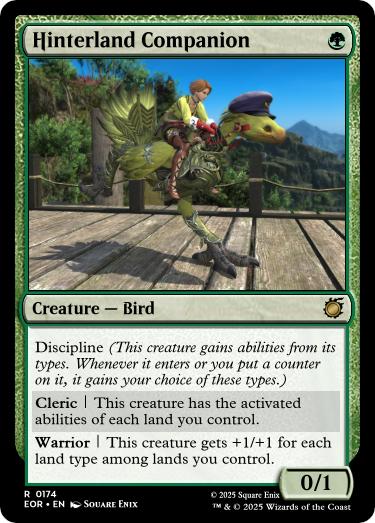 Hinterland Companion
Creature — Bird
Discipline (This creature gains abilities from its
types. Whenever it enters or you put a counter
on it, it gains your choice of these types.)
Cleric | This creature has the activated
abilities of each land you control.
Warrior | This creature gets +1/+1 for each
land type among lands you control.
0/1
R 0174
EOR • EN SQUARE ENIX
© 2025 Square Enix
™ & © 2025 Wizards of the Coast